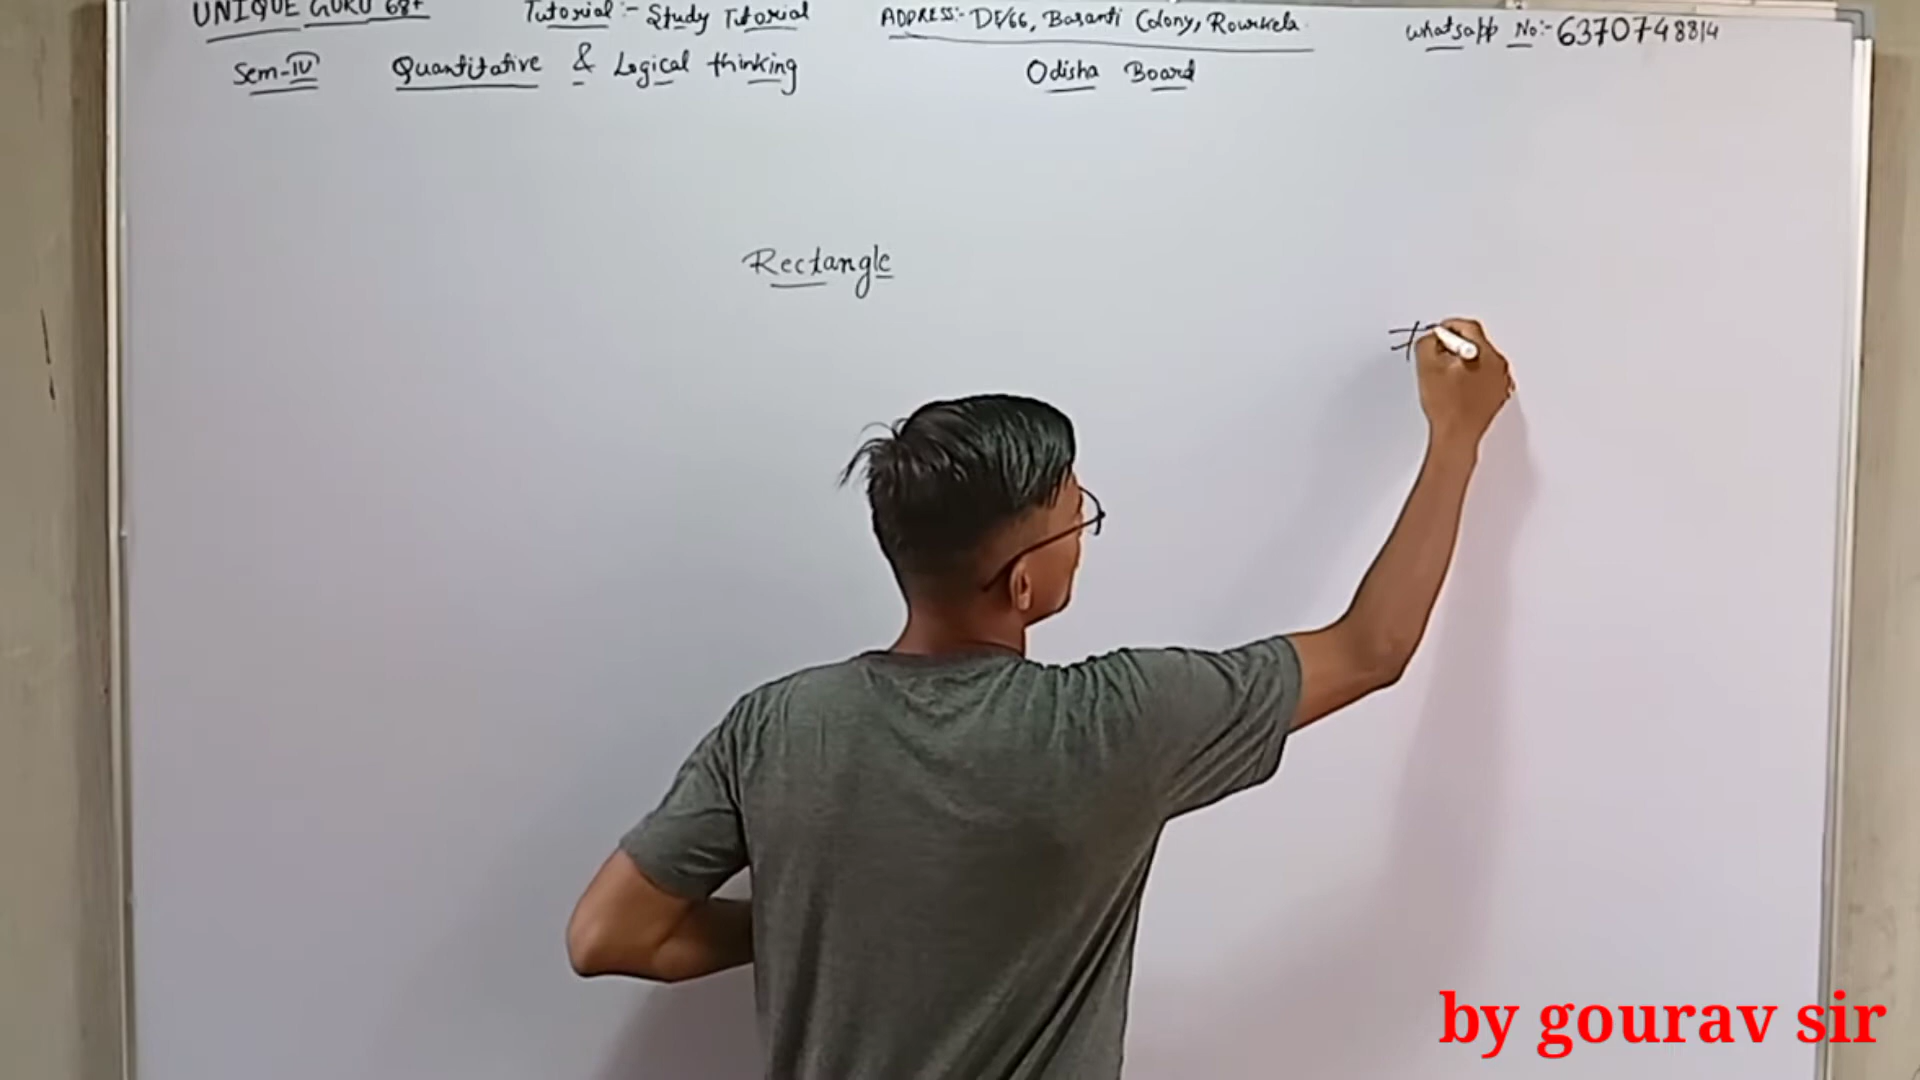 UNIQUE GURU 68+ Tutorial:- Study Tutorial ADDRESS:- DF/66, Basanti Colony, Rourkela. Whatsapp No:- 6370748814
Sem-IV Quantitative & Logical thinking Odisha Board
Rectangle
by gourav sir